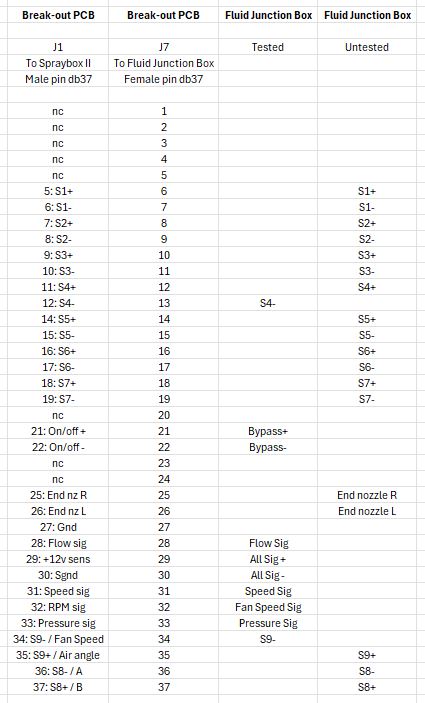 Break-out PCB Break-out PCB Fluid Junction Box Fluid Junction Box
J1 J7 Tested Untested
To Spraybox II To Fluid Junction Box
Male pin db37 Female pin db37
nc 1
nc 2
nc 3
nc 4
nc 5
5: S1+ 6 S1+
6: S1- 7 S1-
7: S2+ 8 S2+
8: S2- 9 S2-
9: S3+ 10 S3+
10: S3- 11 S3-
11: S4+ 12 S4+
12: S4- 13 S4-
14: S5+ 14 S5+
15: S5- 15 S5-
16: S6+ 16 S6+
17: S6- 17 S6-
18: S7+ 18 S7+
19: S7- 19 S7-
nc 20
21: On/off + 21 Bypass+
22: On/off - 22 Bypass-
nc 23
nc 24
25: End nz R 25 End nozzle R
26: End nz L 26 End nozzle L
27: Gnd 27
28: Flow sig 28 Flow Sig
29: +12v sens 29 All Sig +
30: Sgnd 30 All Sig -
31: Speed sig 31 Speed Sig
32: RPM sig 32 Fan Speed Sig
33: Pressure sig 33 Pressure Sig
34: S9- / Fan Speed 34 S9-
35: S9+ / Air angle 35 S9+
36: S8- / A 36 S8-
37: S8+ / B 37 S8+